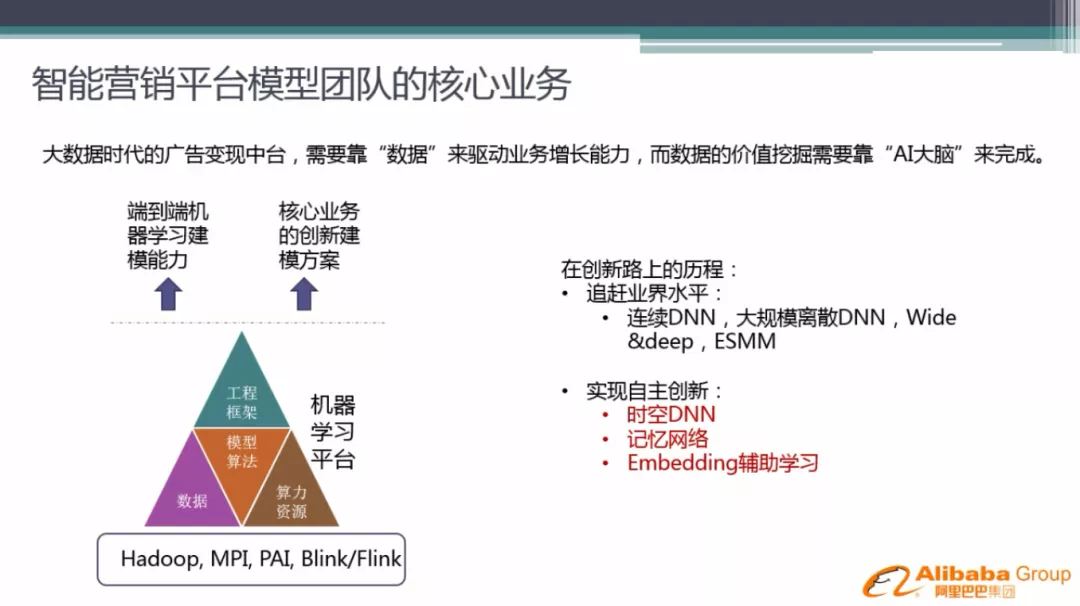 智能营销平台模型团队的核心业务
大数据时代的广告变现中台，需要靠“数据”来驱动业务增长能力，而数据的价值挖掘需要靠“AI大脑”来完成。
端到端机
器学习建
模能力
核心业务
的创新建
模方案
工程
框架
模型
算法
数据
算力
资源
机器
学习
平台
Hadoop, MPI, PAI, Blink/Flink
在创新路上的历程：
• 追赶业界水平：
• 连续DNN，大规模离散DNN，Wide
&deep，ESMM
• 实现自主创新：
• 时空DNN
• 记忆网络
• Embedding辅助学习
Alibaba Group
阿里巴巴集团